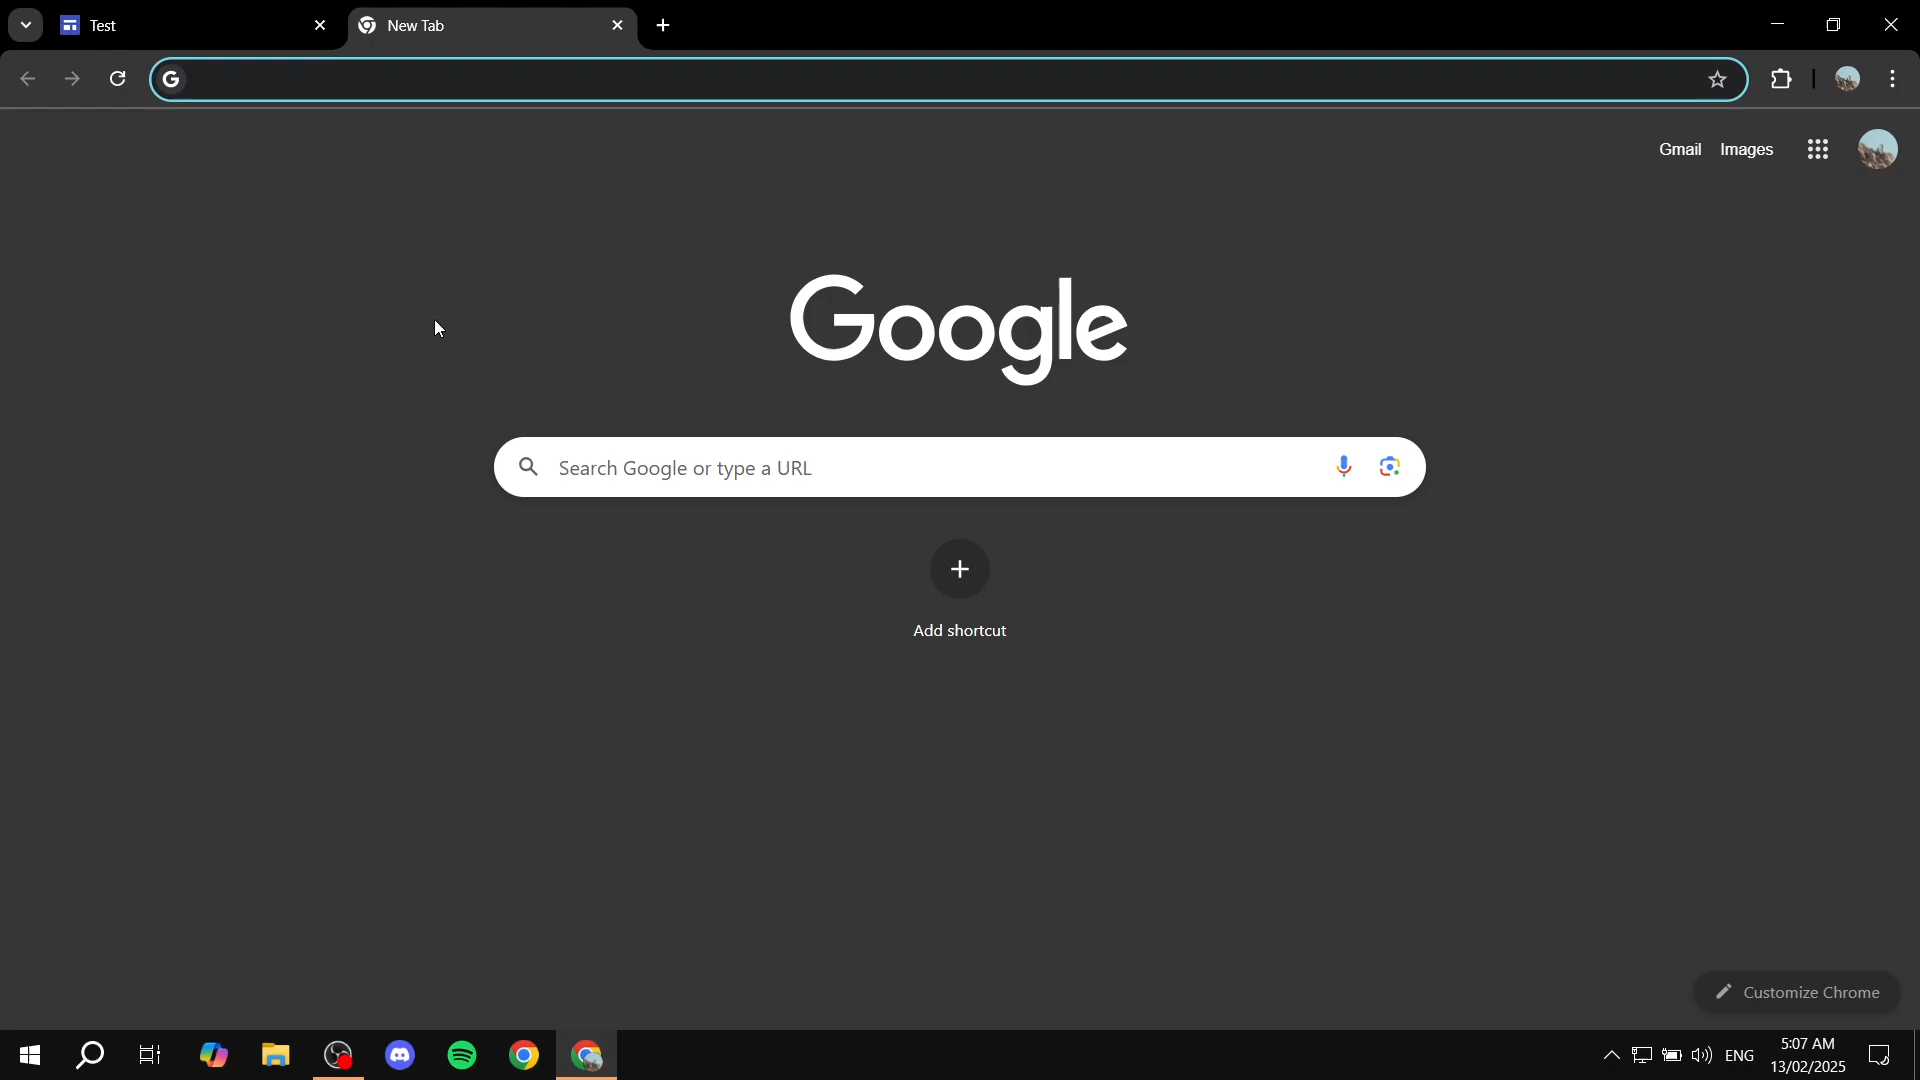 Test
New Tab
Gmail Images
Google
Search Google or type a URL
Add shortcut
Customize Chrome
ENG
5:07 AM
13/02/2025